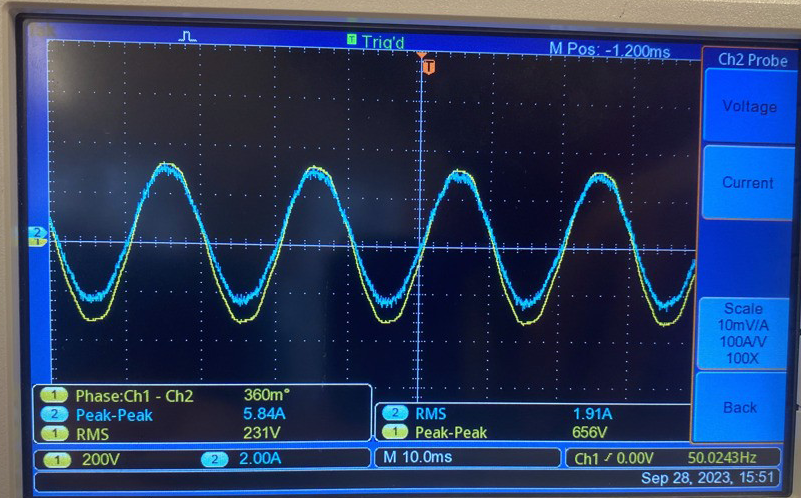 T Trig'd
M Pos: -1.200ms
Ch2 Probe
T
Voltage
Current
2
1
Scale
10mV/A
100A/V
100X
Back
1 Phase:Ch1 - Ch2 360m°
2 Peak-Peak 5.84A
1 RMS 231V
2 RMS 1.91A
1 Peak-Peak 656V
1 200V 2 2.00A M 10.0ms Ch1 / 0.00V 50.0243Hz
Sep 28, 2023, 15:51